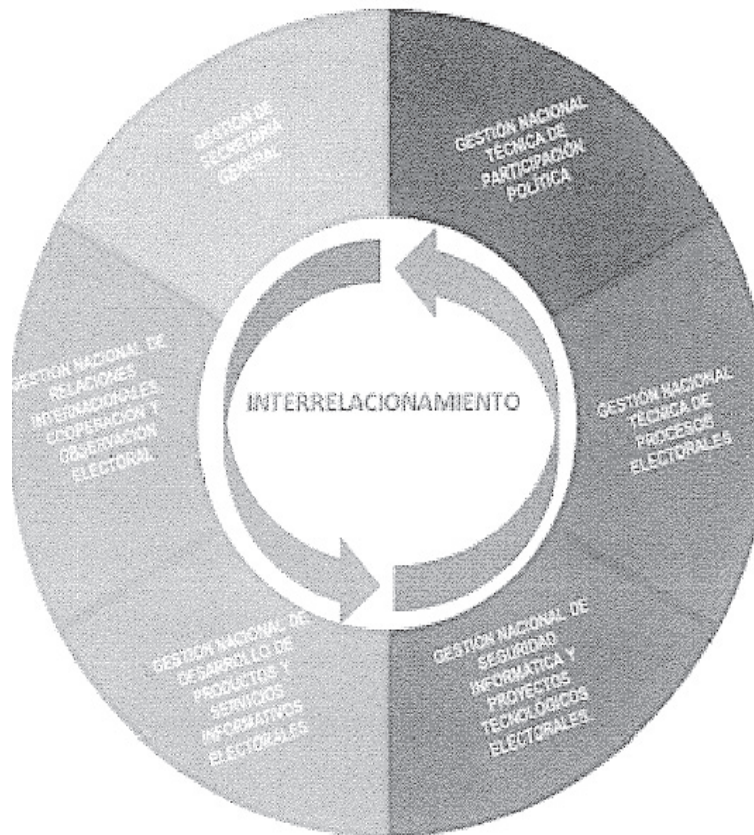 GESTIÓN DE
SECRETARÍA
GENERAL
GESTIÓN NACIONAL
TÉCNICA DE
PARTICIPACIÓN
POLÍTICA
GESTIÓN NACIONAL
TÉCNICA DE
PROCESOS
ELECTORALES
GESTIÓN NACIONAL DE
SEGURIDAD
INFORMÁTICA Y
PROYECTOS
TECNOLÓGICOS
ELECTORALES
GESTIÓN NACIONAL DE
DESARROLLO DE
PRODUCTOS Y
SERVICIOS
INFORMATIVOS
ELECTORALES
GESTIÓN NACIONAL DE
RELACIONES
INTERNACIONALES
COOPERACIÓN Y
OBSERVACIÓN
ELECTORAL
INTERRELACIONAMIENTO